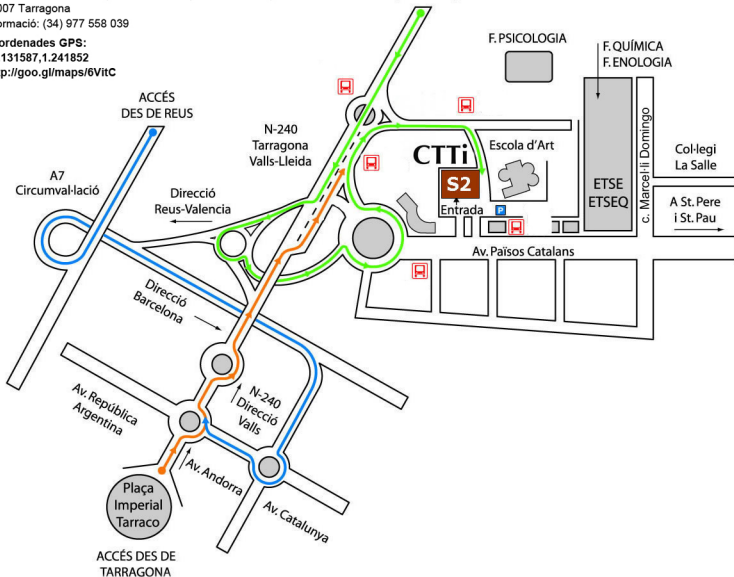 007 Tarragona
ormació: (34) 977 558 039
ordenades GPS:
131587,1.241852
tp://goo.gl/maps/6VitC
ACCÉS
DES DE REUS
A7
Circumval·lació
N-240
Tarragona
Valls-Lleida
Direcció
Reus-Valencia
F. PSICOLOGIA
F. QUÍMICA
F. ENOLOGIA
CTTi
S2
Entrada
Escola d'Art
P
ETSE
ETSEQ
c. Marcel·lí Domingo
Col·legi
La Salle
A St. Pere
i St. Pau
Av. Països Catalans
Direcció
Barcelona
Av. República
Argentina
N-240
Direcció
Valls
Av. Andorra
Av. Catalunya
Plaça
Imperial
Tarraco
ACCÉS DES DE
TARRAGONA